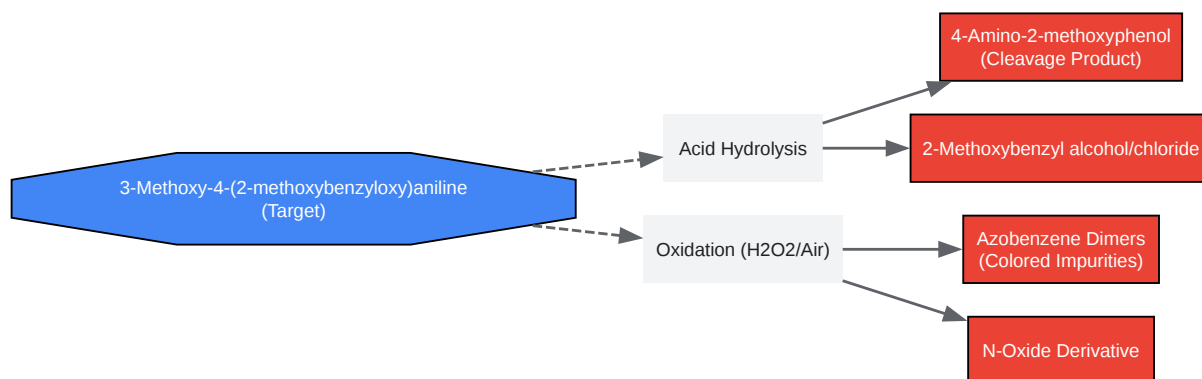 3-Methoxy-4-(2-methoxybenzyloxy)aniline
(Target)
Acid Hydrolysis
Oxidation (H2O2/Air)
4-Amino-2-methoxyphenol
(Cleavage Product)
2-Methoxybenzyl alcohol/chloride
Azobenzene Dimers
(Colored Impurities)
N-Oxide Derivative